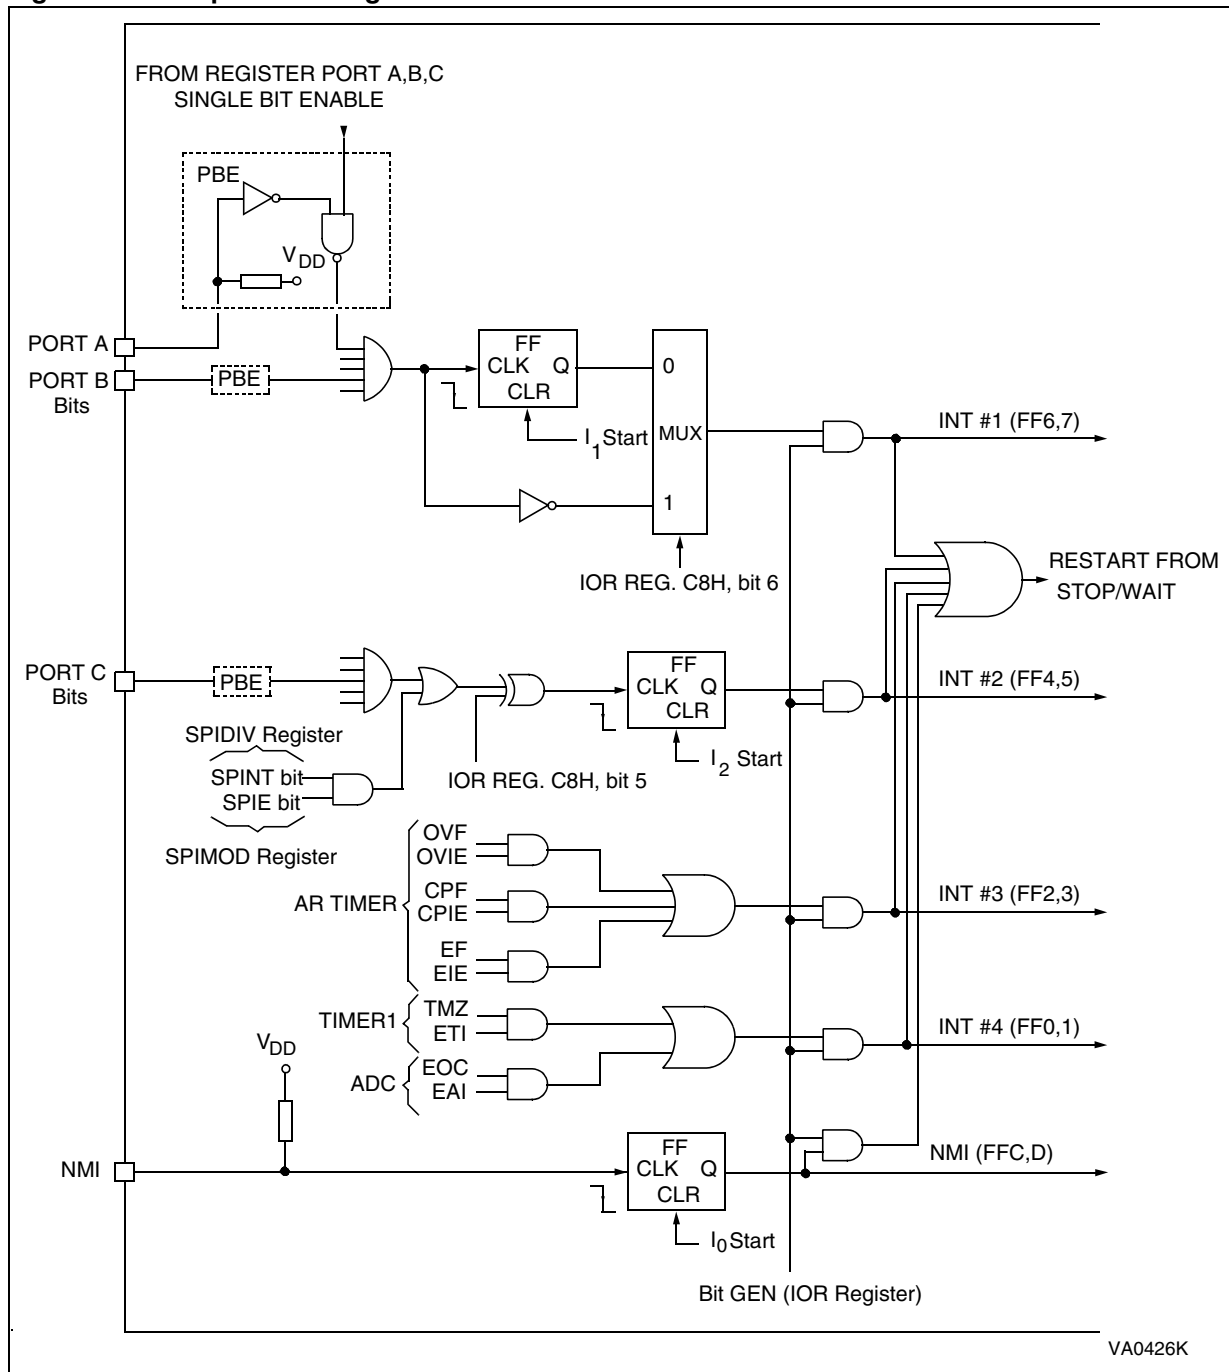 FROM REGISTER PORT A,B,C
SINGLE BIT ENABLE
PBE
VDD
PORT A
PORT B
Bits
PBE
FF
CLK Q
CLR
I1 Start
0
MUX
1
IOR REG. C8H, bit 6
INT #1 (FF6,7)
RESTART FROM
STOP/WAIT
PORT C
Bits
PBE
FF
CLK Q
CLR
I2 Start
INT #2 (FF4,5)
SPIDIV Register
SPINT bit
SPIE bit
SPIMOD Register
IOR REG. C8H, bit 5
AR TIMER
OVF
OVIE
CPF
CPIE
EF
EIE
INT #3 (FF2,3)
TIMER1
TMZ
ETI
INT #4 (FF0,1)
ADC
EOC
EAI
VDD
NMI
FF
CLK Q
CLR
I0 Start
NMI (FFC,D)
Bit GEN (IOR Register)
VA0426K